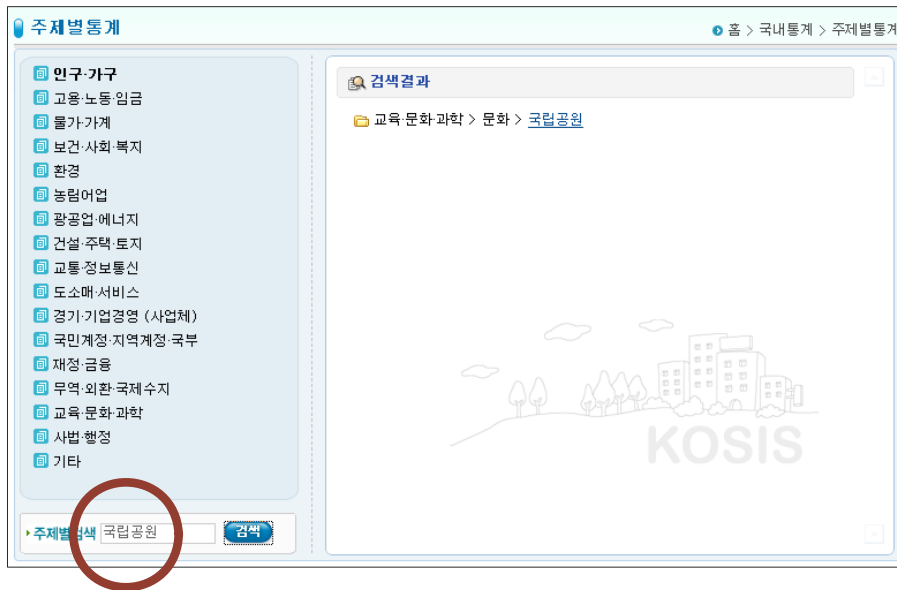 주제별통계
홈 > 국내통계 > 주제별통계
인구·가구
고용·노동·임금
물가·가계
보건·사회·복지
환경
농림어업
광공업·에너지
건설·주택·토지
교통·정보통신
도소매·서비스
경기·기업경영 (사업체)
국민계정·지역계정·국부
재정·금융
무역·외환·국제수지
교육·문화·과학
사법·행정
기타
주제별검색 국립공원 검색
검색결과
교육·문화·과학 > 문화 > 국립공원
KOSIS